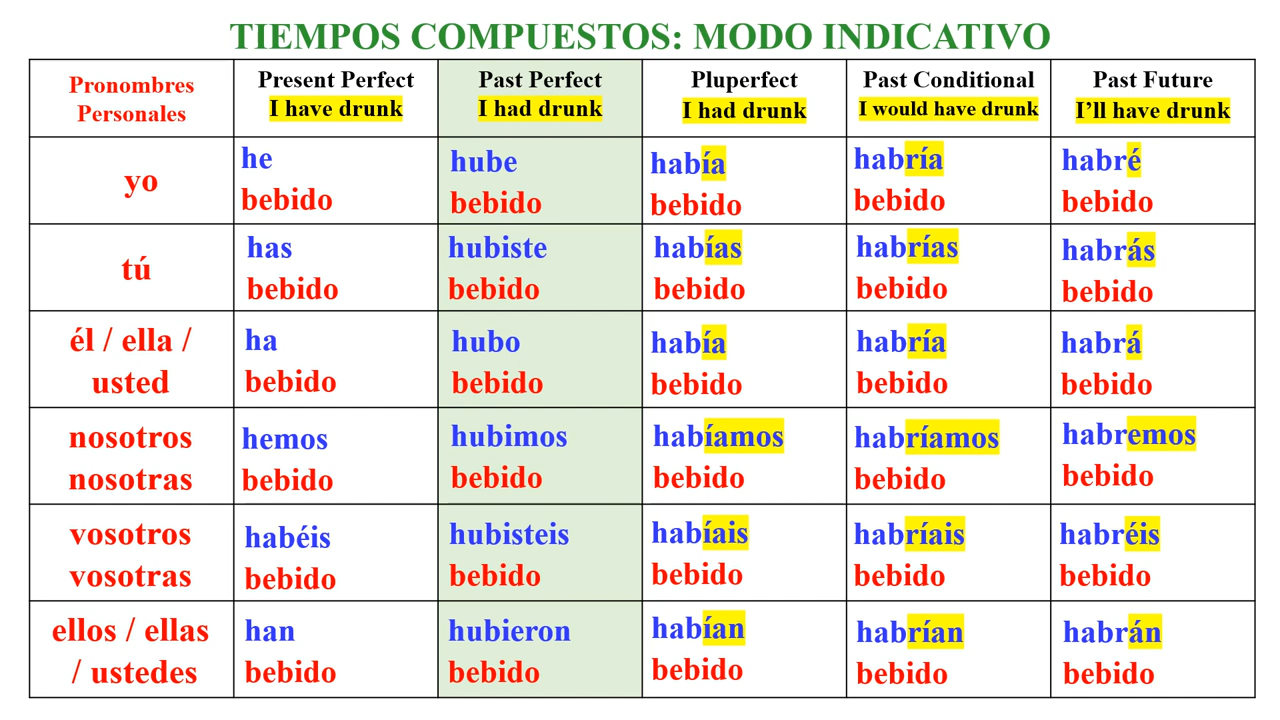 TIEMPOS COMPUESTOS: MODO INDICATIVO
Pronombres
Personales
Present Perfect
I have drunk
Past Perfect
I had drunk
Pluperfect
I had drunk
Past Conditional
I would have drunk
Past Future
I’ll have drunk
yo
he
bebido
hube
bebido
había
bebido
habría
bebido
habré
bebido
tú
has
bebido
hubiste
bebido
habías
bebido
habrías
bebido
habrás
bebido
él / ella /
usted
ha
bebido
hubo
bebido
había
bebido
habría
bebido
habrá
bebido
nosotros
nosotras
hemos
bebido
hubimos
bebido
habíamos
bebido
habríamos
bebido
habremos
bebido
vosotros
vosotras
habéis
bebido
hubisteis
bebido
habíais
bebido
habríais
bebido
habréis
bebido
ellos / ellas
/ ustedes
han
bebido
hubieron
bebido
habían
bebido
habrían
bebido
habrán
bebido